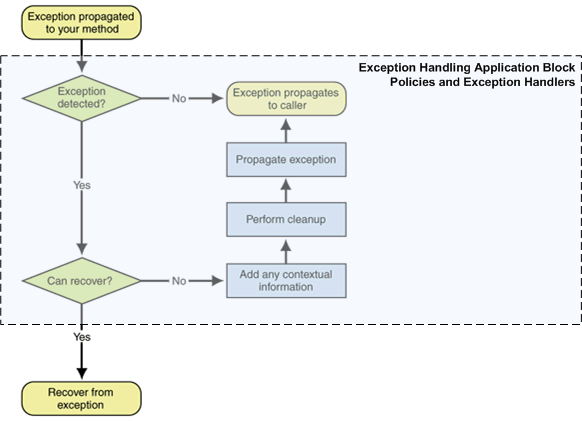 Exception propagated
to your method
Exception Handling Application Block
Policies and Exception Handlers
Exception
detected?
No
Exception propagates
to caller
Propagate exception
Yes
Perform cleanup
Can recover?
No
Add any contextual
information
Yes
Recover from
exception